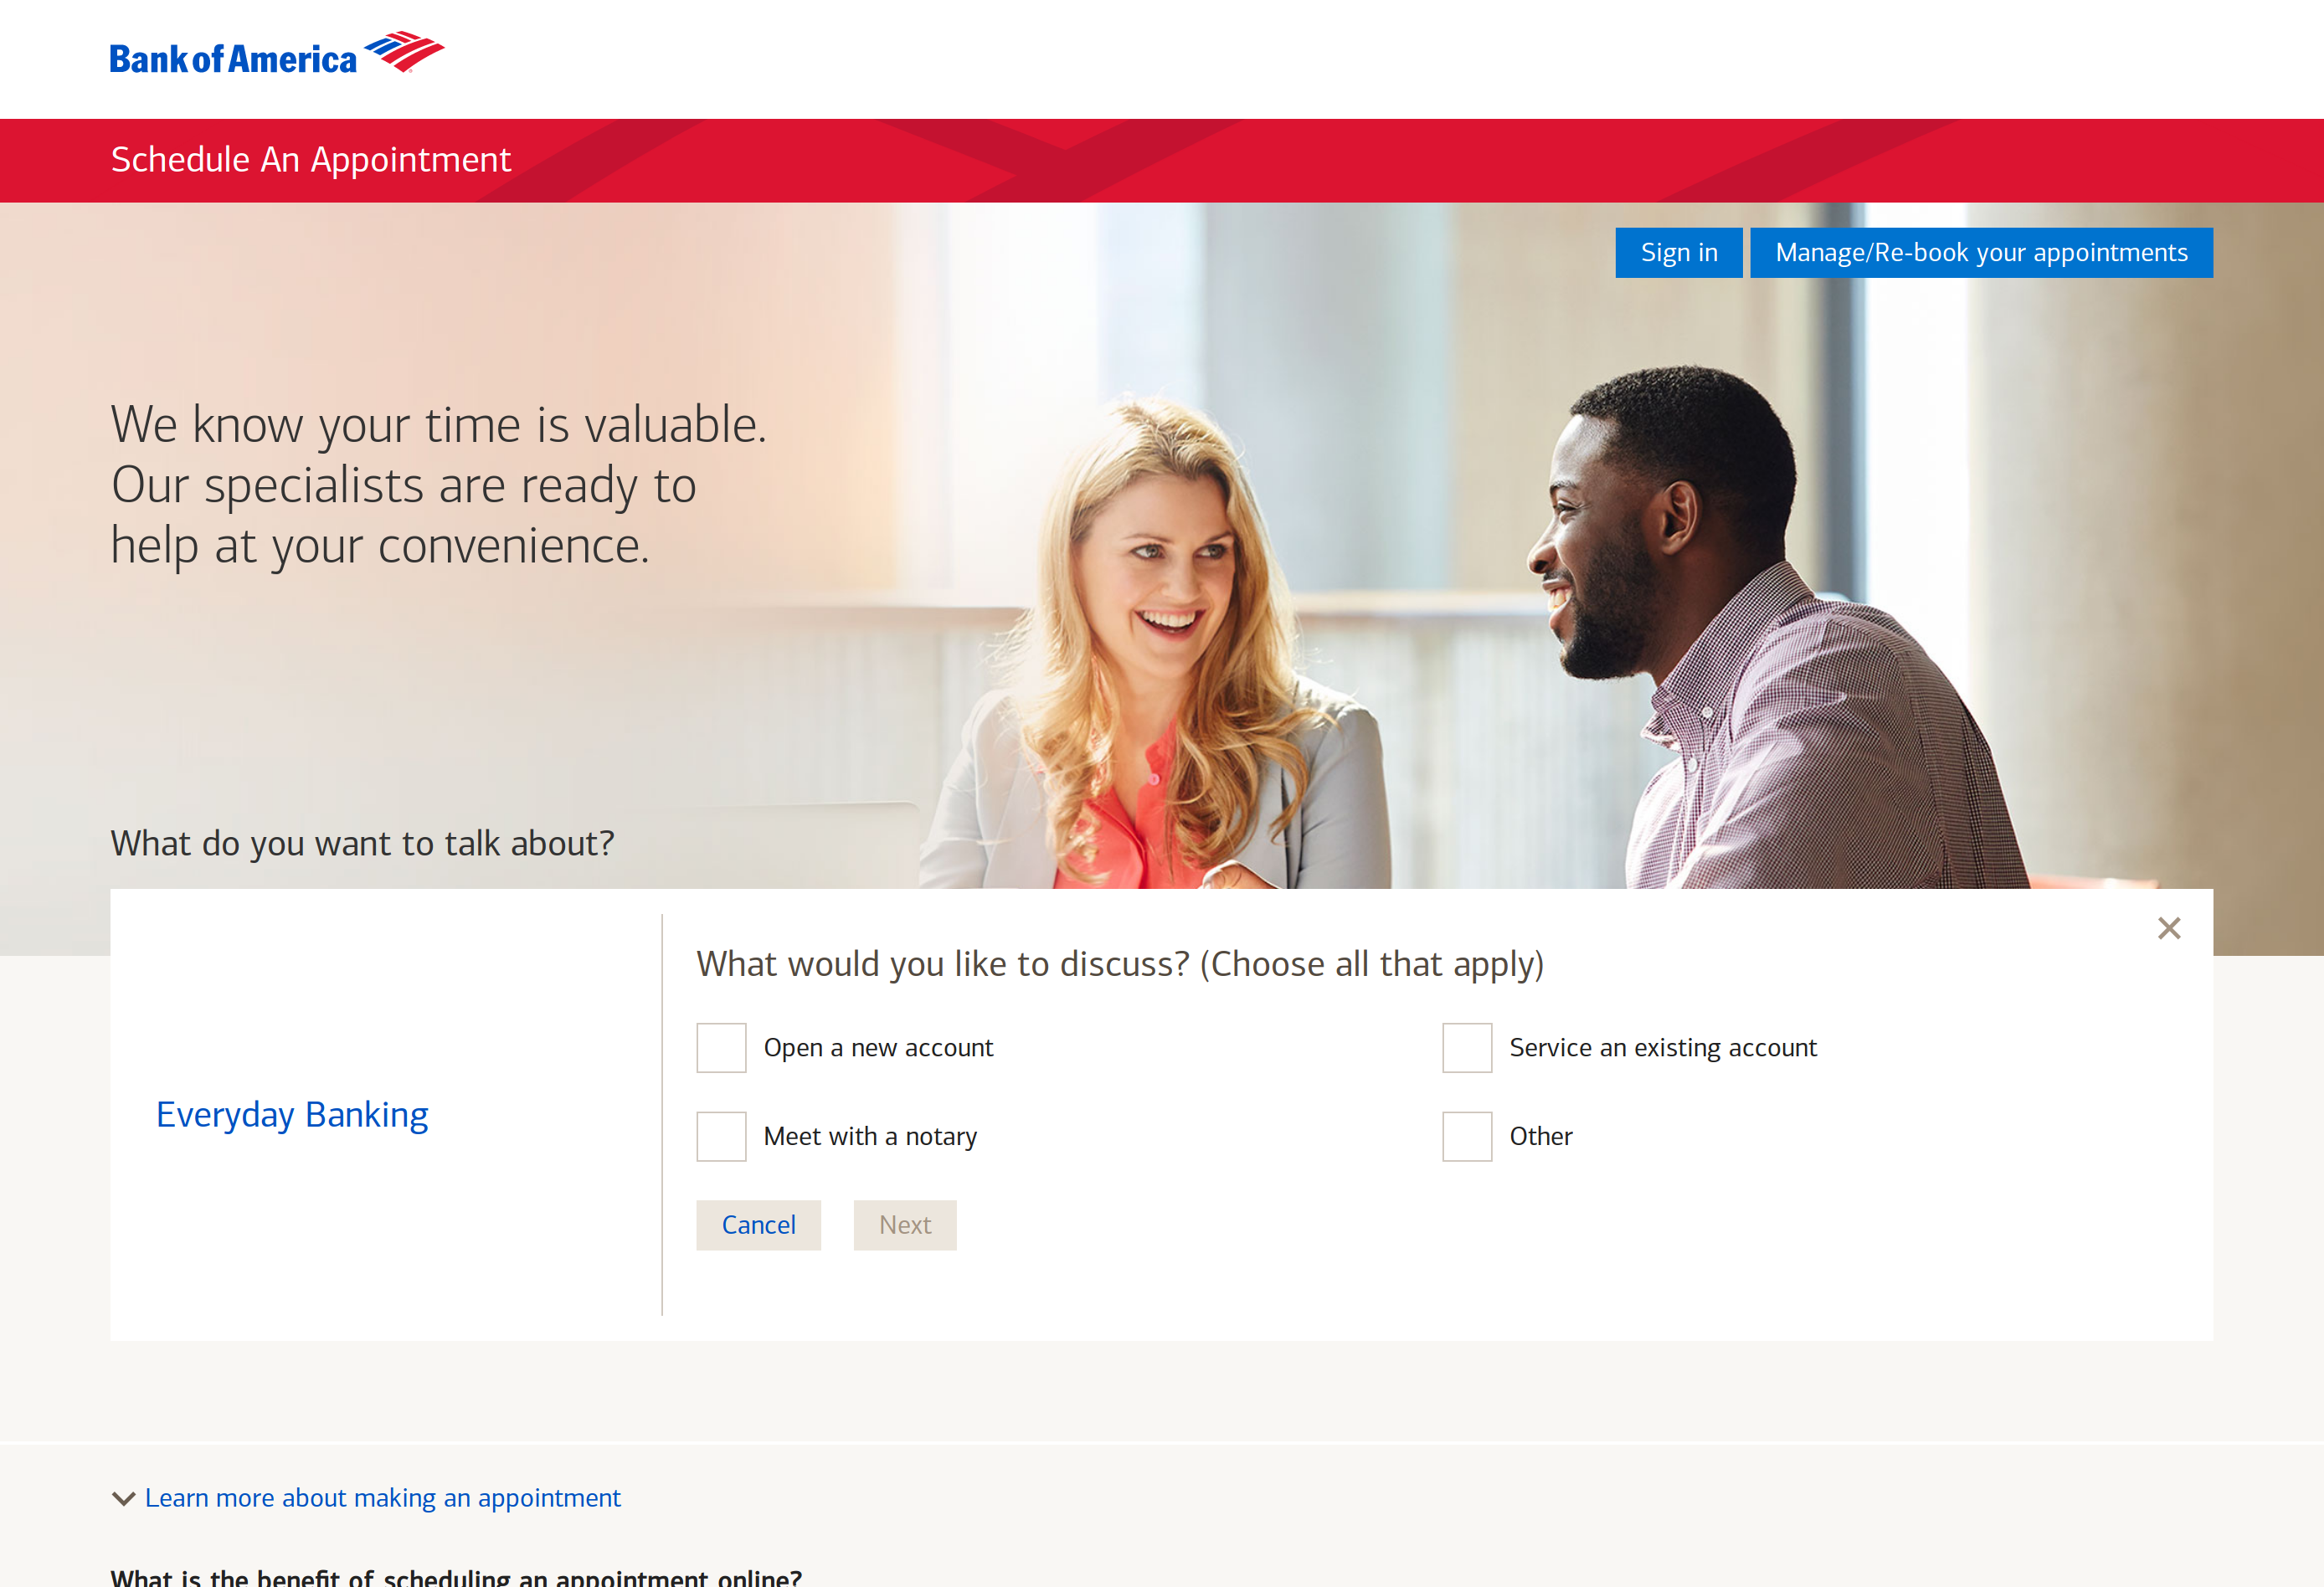 Bank of America
Schedule An Appointment
Sign in
Manage/Re-book your appointments
We know your time is valuable.
Our specialists are ready to
help at your convenience.
What do you want to talk about?
Everyday Banking
What would you like to discuss? (Choose all that apply)
Open a new account
Service an existing account
Meet with a notary
Other
Cancel
Next
Learn more about making an appointment
What is the benefit of scheduling an appointment online?